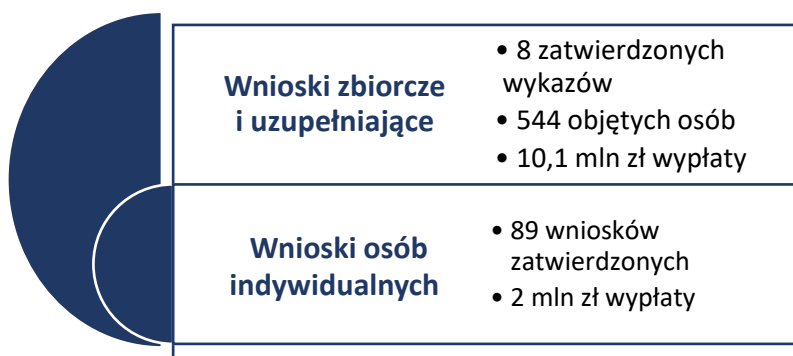 Wnioski zbiorcze
i uzupełniające
• 8 zatwierdzonych
wykazów
• 544 objętych osób
• 10,1 mln zł wypłaty
Wnioski osób
indywidualnych
• 89 wniosków
zatwierdzonych
• 2 mln zł wypłaty